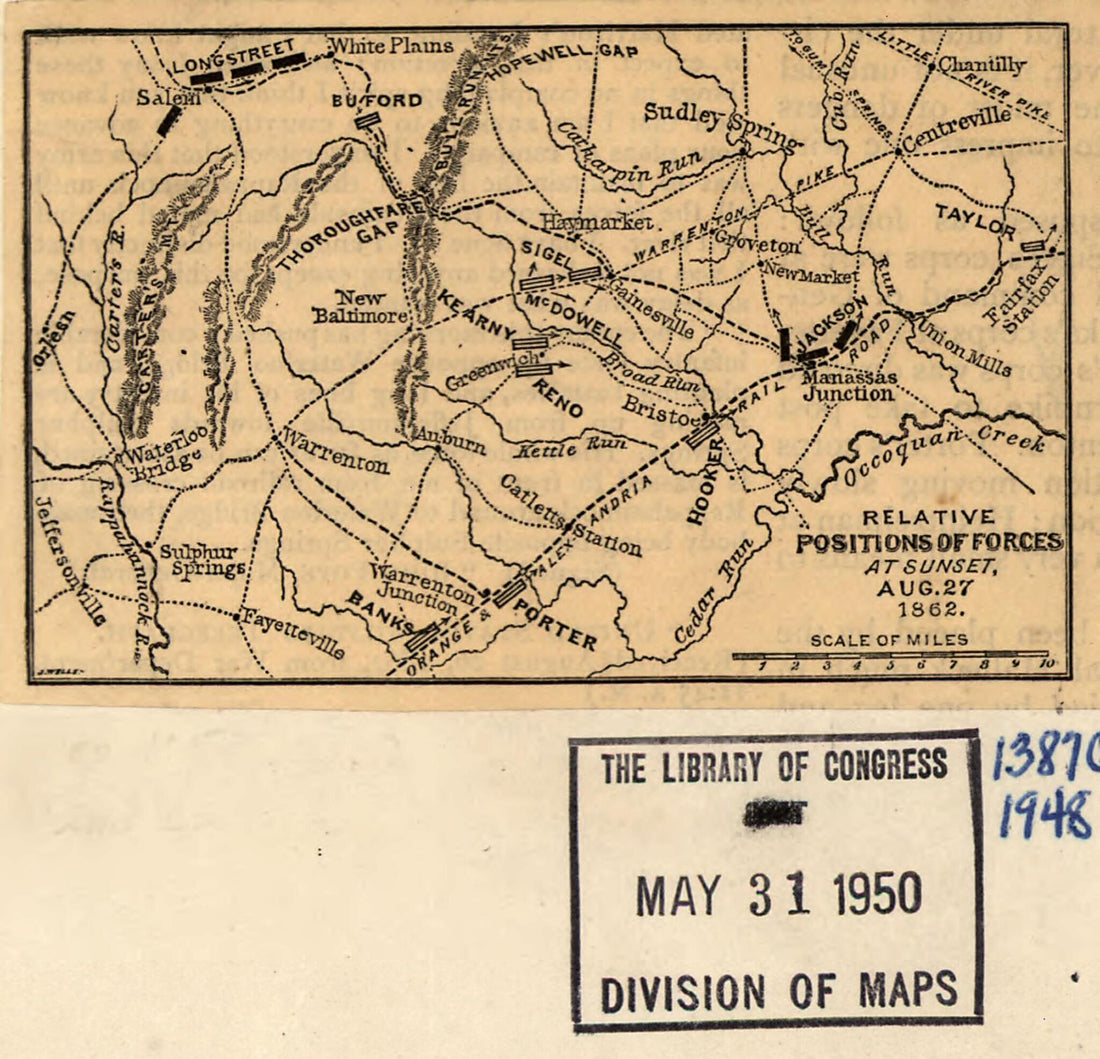 LONGSTREET
White Plains
Salem
BUFORD
BULL RUN MTS
HOPEWELL GAP
Catharpin Run
Sudley Spring
TO GUM SPRINGS
Cub Run
LITTLE RIVER PIKE
Chantilly
Centreville
TAYLOR
Fairfax
Station
THOROUGHFARE
GAP
Haymarket
WARRENTON PIKE
Groveton
New Market
Bull Run
SIGEL
McDOWELL
Gainesville
KEARNY
Greenwich
RENO
Broad Run
New
Baltimore
Orlesh
Carter's R.
CARTERS MT.
JACKSON
Manassas
Junction
Union Mills
RAIL ROAD
Bristoe
HOOKER
Kettle Run
Auburn
Warrenton
Waterloo
Bridge
Occoquan Creek
Catletts Station
ORANGE & ALEXANDRIA
Cedar Run
Rappahannock R.
Jeffersonville
Sulphur
Springs
Fayetteville
Warrenton
Junction
BANKS
PORTER
RELATIVE
POSITIONS OF FORCES
AT SUNSET,
AUG. 27
1862.
SCALE OF MILES
1 2 3 4 5 6 7 8 9 10
J. WELLS
THE LIBRARY OF CONGRESS
MAY 31 1950
DIVISION OF MAPS
13870
1948